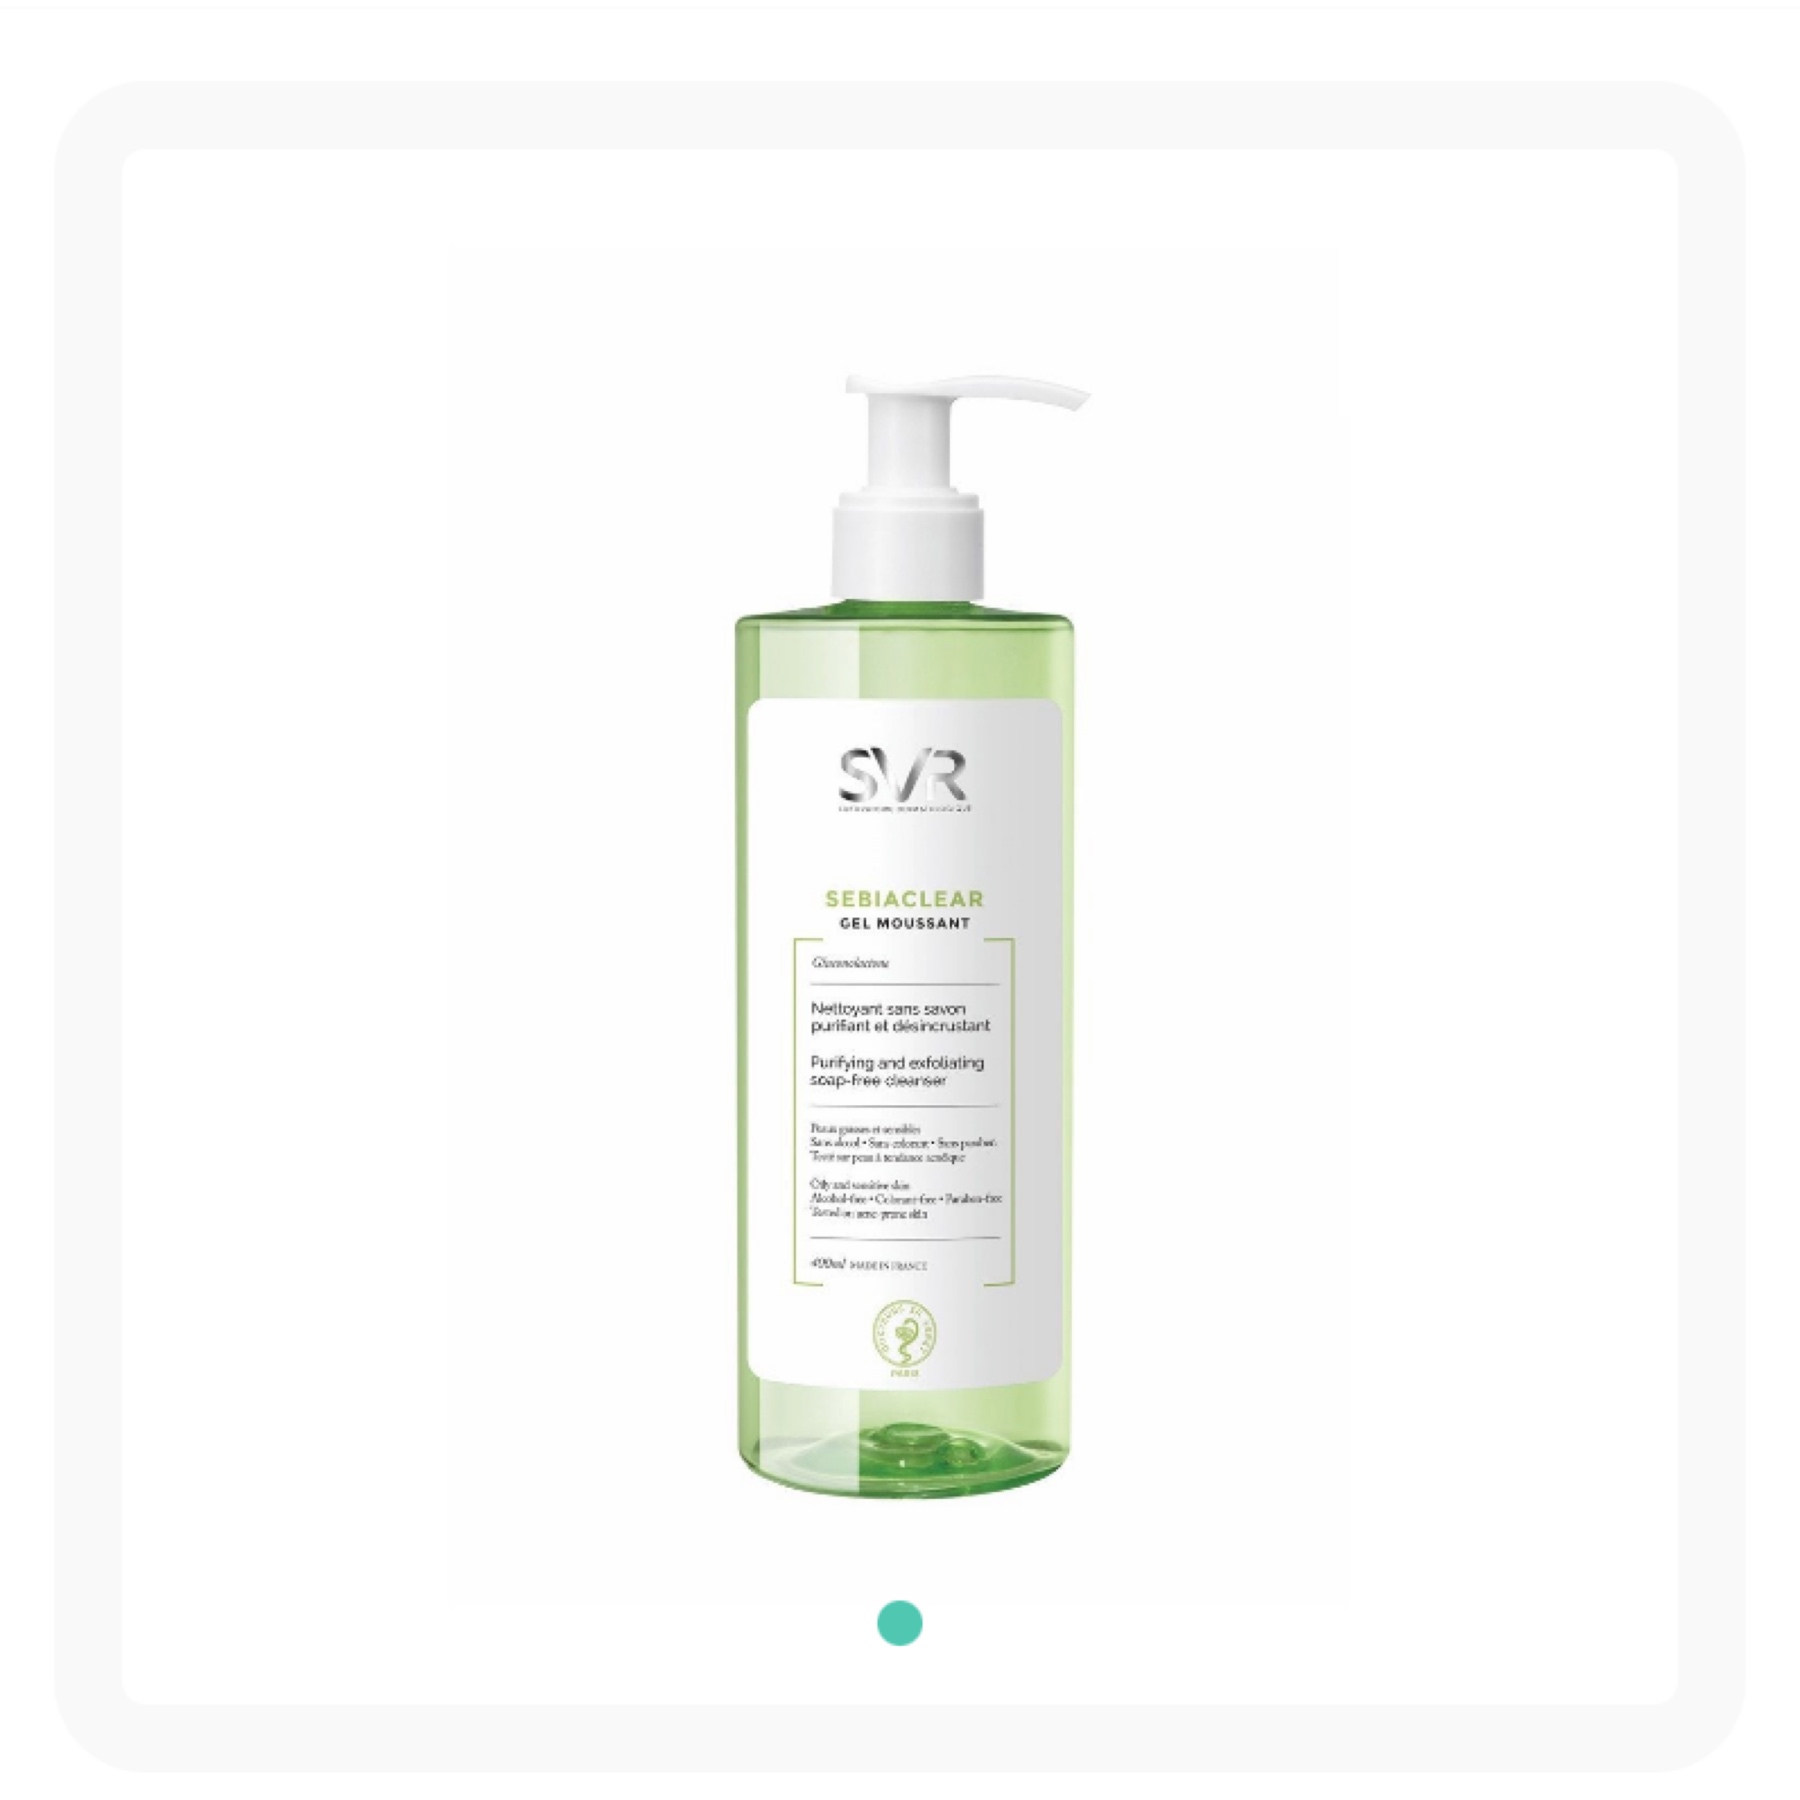 SVR
LABORATOIRE DERMATOLOGIQUE
SEBIACLEAR
GEL MOUSSANT
Gluconolactone
Nettoyant sans savon
purifiant et désincrustant
Purifying and exfoliating
soap-free cleanser
Peaux grasses et sensibles
Sans alcool • Sans colorant • Sans paraben
Testé sur peau à tendance acnéique
Oily and sensitive skin
Alcohol-free • Colorant-free • Paraben-free
Tested on acne-prone skin
400ml MADE IN FRANCE
PARIS